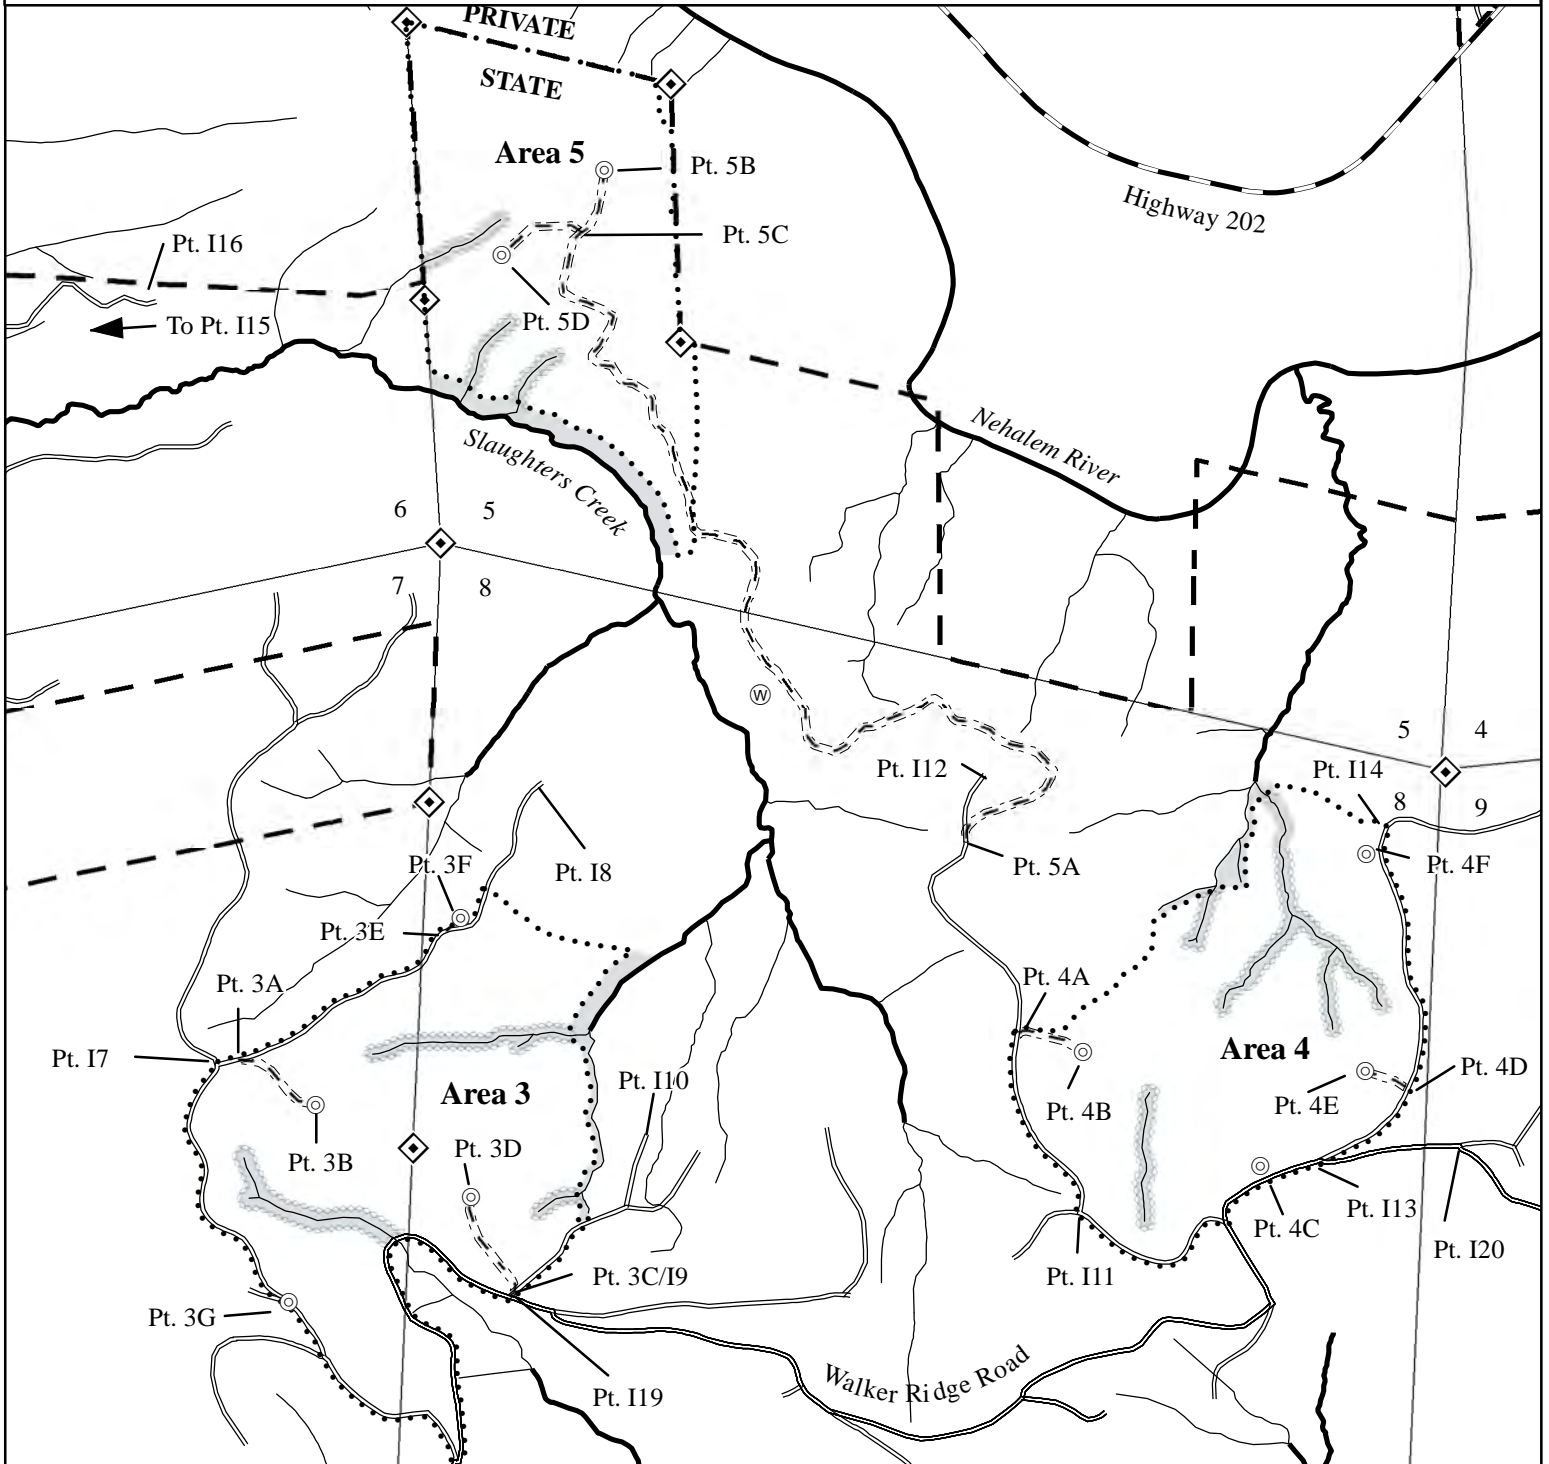 PRIVATE
STATE
Area 5
Pt. 5B
Highway 202
Pt. I16
Pt. 5C
Pt. 5D
To Pt. I15
Nehalem River
Slaughters Creek
6 5
7 8
W
5 4
Pt. I12
Pt. I14
8 9
Pt. 3F
Pt. I8
Pt. 5A
Pt. 4F
Pt. 3E
Pt. 3A
Pt. 4A
Pt. I7
Area 4
Pt. 4D
Area 3
Pt. I10
Pt. 4E
Pt. 4B
Pt. 3B
Pt. 3D
Pt. 4C
Pt. I13
Pt. I20
Pt. 3C/I9
Pt. I11
Pt. 3G
Walker Ridge Road
Pt. I19